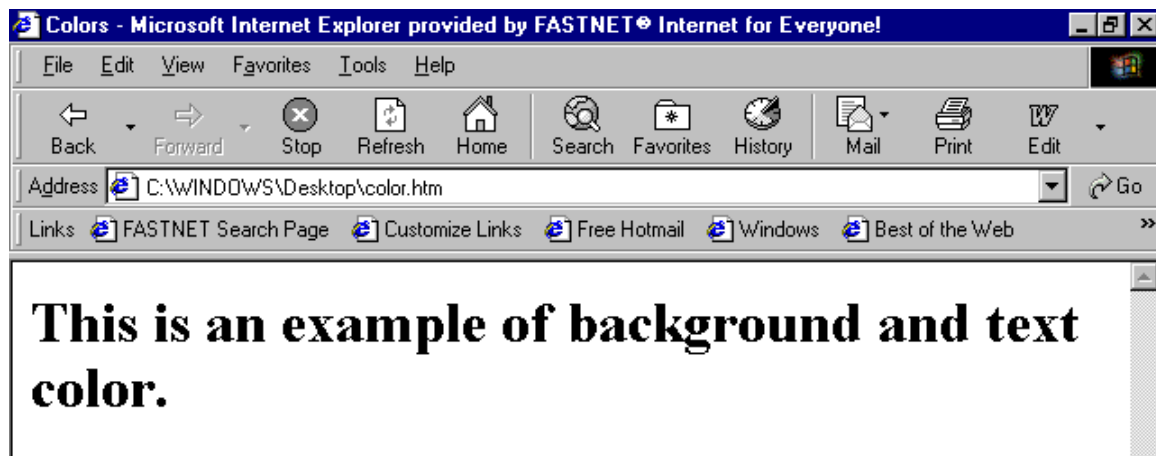 Colors - Microsoft Internet Explorer provided by FASTNET® Internet for Everyone!
File Edit View Favorites Tools Help
Back Forward Stop Refresh Home Search Favorites History Mail Print Edit
Address C:\WINDOWS\Desktop\color.htm Go
Links FASTNET Search Page Customize Links Free Hotmail Windows Best of the Web »
This is an example of background and text
color.